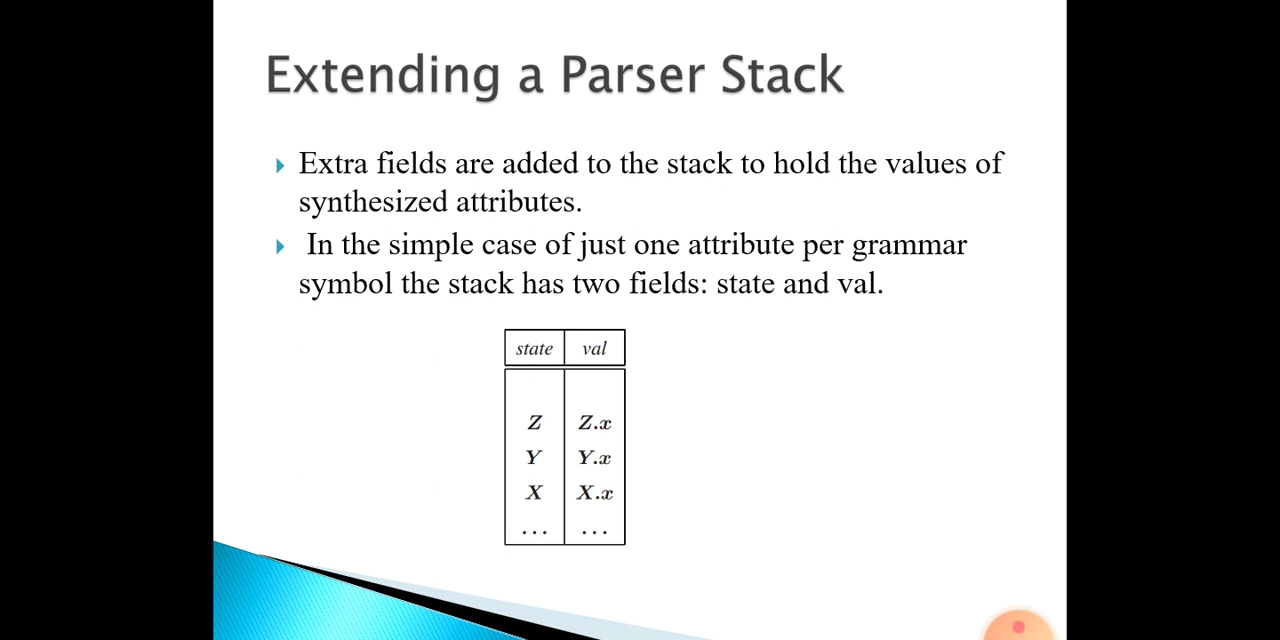 Extending a Parser Stack
Extra fields are added to the stack to hold the values of
synthesized attributes.
In the simple case of just one attribute per grammar
symbol the stack has two fields: state and val.
state val
Z Z.x
Y Y.x
X X.x
... ...